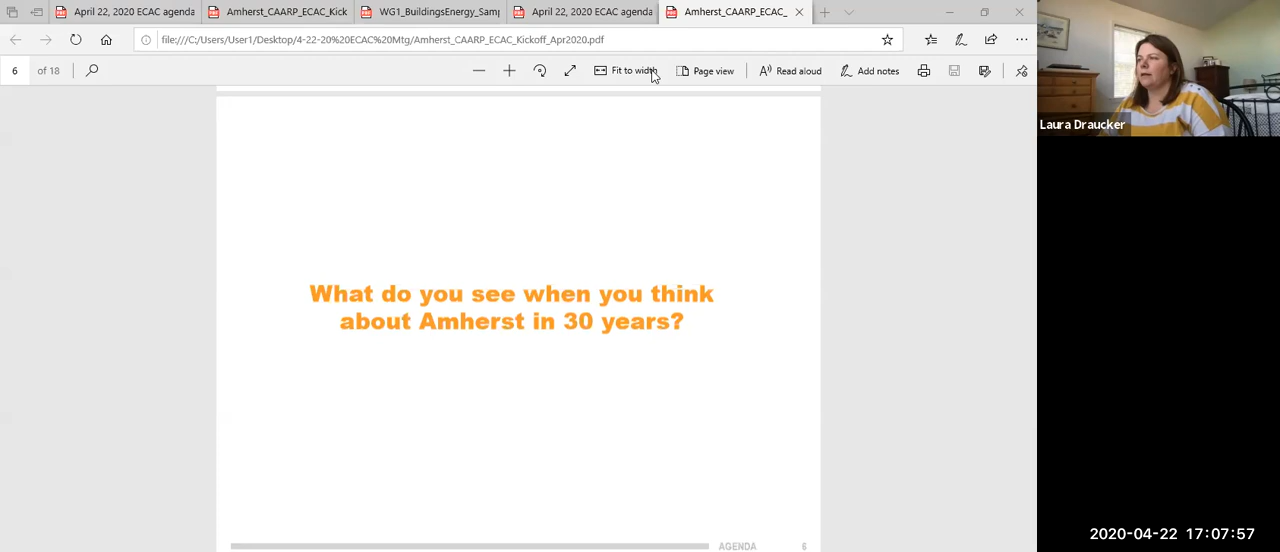 April 22, 2020 ECAC agenda
Amherst_CAARP_ECAC_Kick
WG1_BuildingsEnergy_Sam
April 22, 2020 ECAC agenda
Amherst_CAARP_ECAC_
file:///C:/Users/User1/Desktop/4-22-20%20ECAC%20Mtg/Amherst_CAARP_ECAC_Kickoff_Apr2020.pdf
6 of 18
Fit to width
Page view
Read aloud
Add notes
What do you see when you think
about Amherst in 30 years?
AGENDA 6
Laura Draucker
2020-04-22 17:07:57